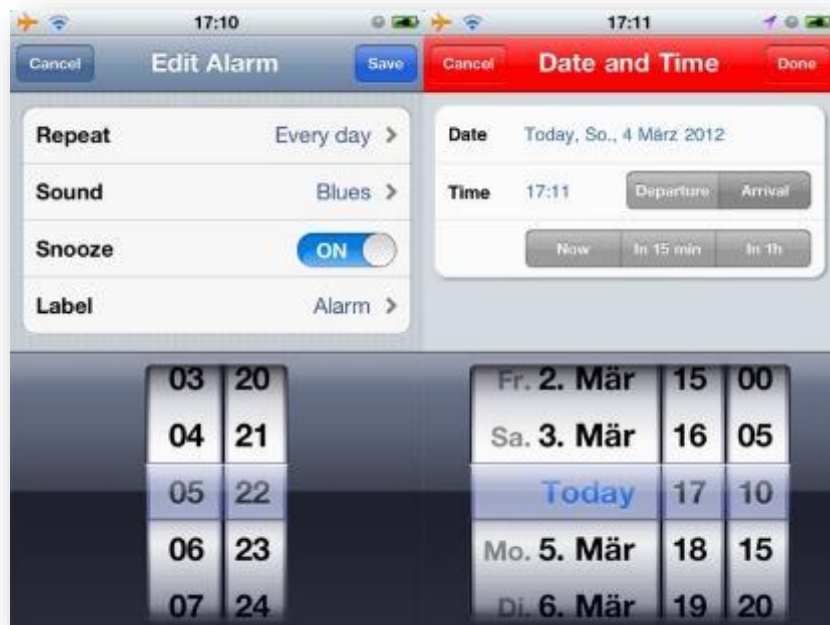 17:10
Cancel Edit Alarm Save
Repeat Every day
Sound Blues
Snooze ON
Label Alarm
03 20
04 21
05 22
06 23
07 24
17:11
Cancel Date and Time Done
Date Today, So., 4 März 2012
Time 17:11 Departure Arrival
Now In 15 min In 1h
Fr. 2. Mär 15 00
Sa. 3. Mär 16 05
Today 17 10
Mo. 5. Mär 18 15
Di. 6. Mär 19 20